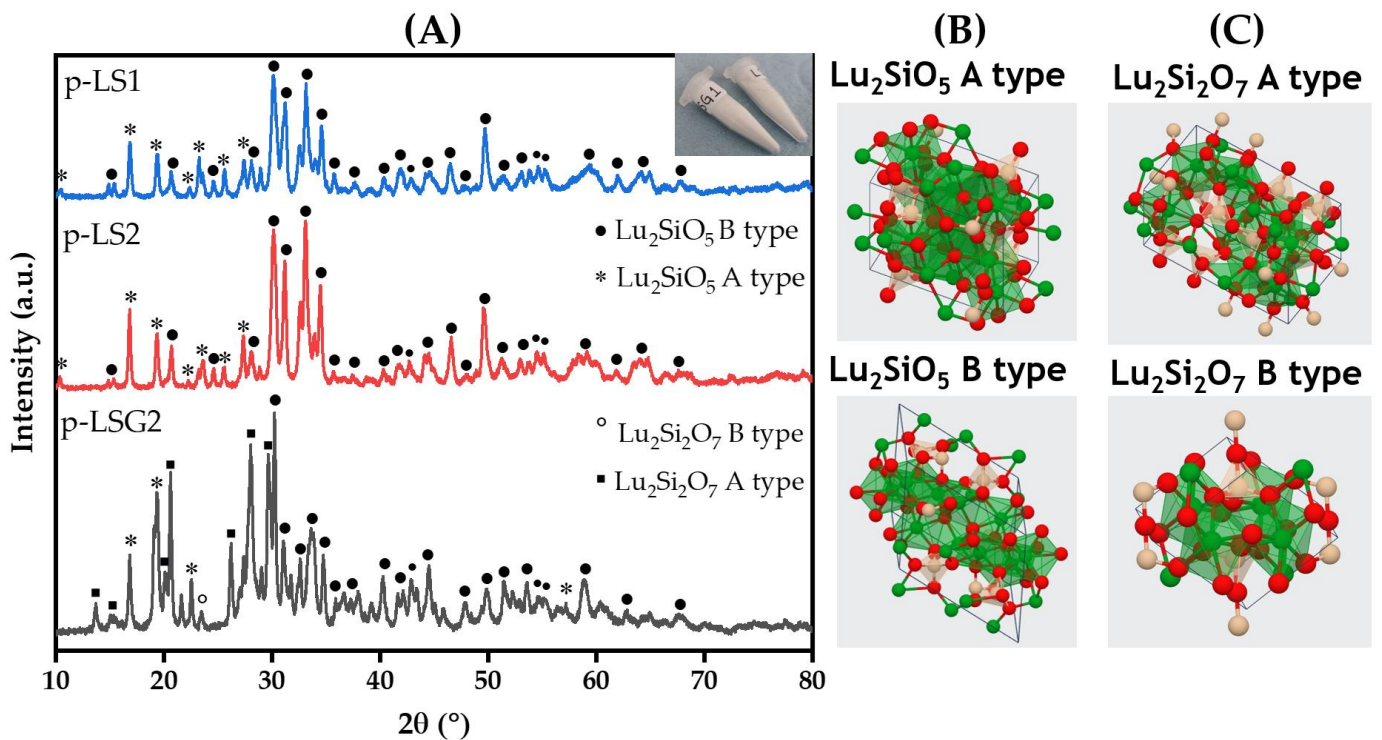 (A)
(B)
(C)
p-LS1
p-LS2
● Lu₂SiO₅ B type
* Lu₂SiO₅ A type
p-LSG2
○ Lu₂Si₂O₇ B type
■ Lu₂Si₂O₇ A type
Intensity (a.u.)
10 20 30 40 50 60 70 80
2θ (°)
Lu₂SiO₅ A type
Lu₂Si₂O₇ A type
Lu₂SiO₅ B type
Lu₂Si₂O₇ B type